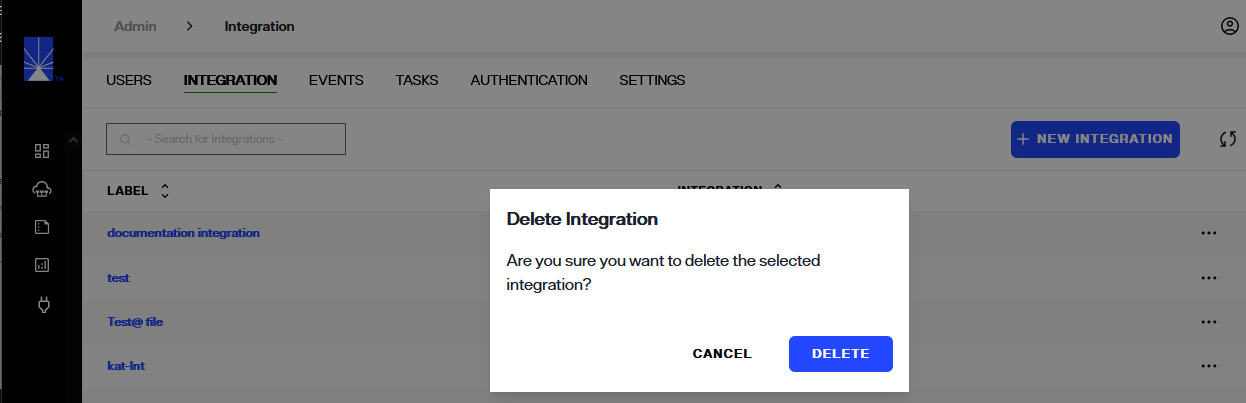 Admin > Integration
USERS INTEGRATION EVENTS TASKS AUTHENTICATION SETTINGS
- Search for Integrations -
+ NEW INTEGRATION
LABEL INTEGRATION
Delete Integration
documentation integration
Are you sure you want to delete the selected
integration?
test
Test@ file
CANCEL DELETE
kat-Int
TM